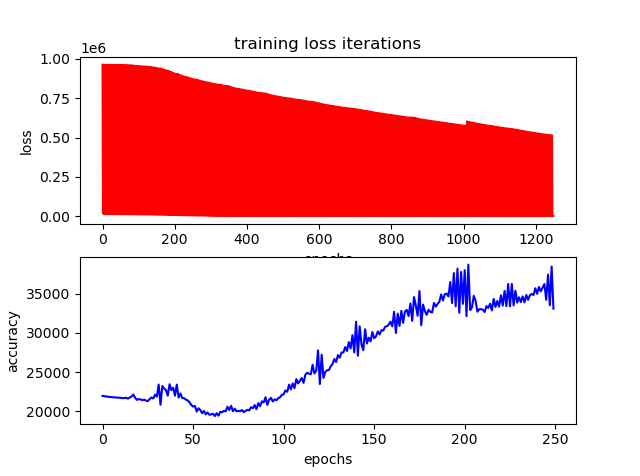 training loss iterations
1e6
1.00
0.75
0.50
0.25
0.00
loss
0 200 400 600 800 1000 1200
epochs
35000
30000
25000
20000
accuracy
0 50 100 150 200 250
epochs